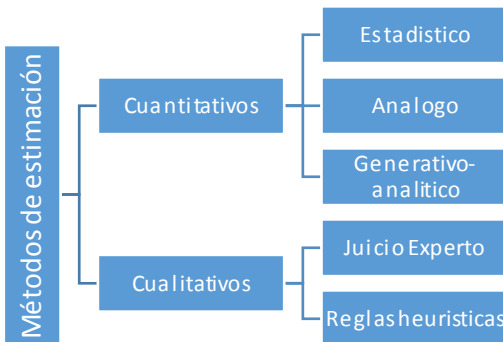 Métodos de estimación
Cuantitativos
Estadistico
Analogo
Generativo-
analitico
Cualitativos
Juicio Experto
Reglas heuristicas